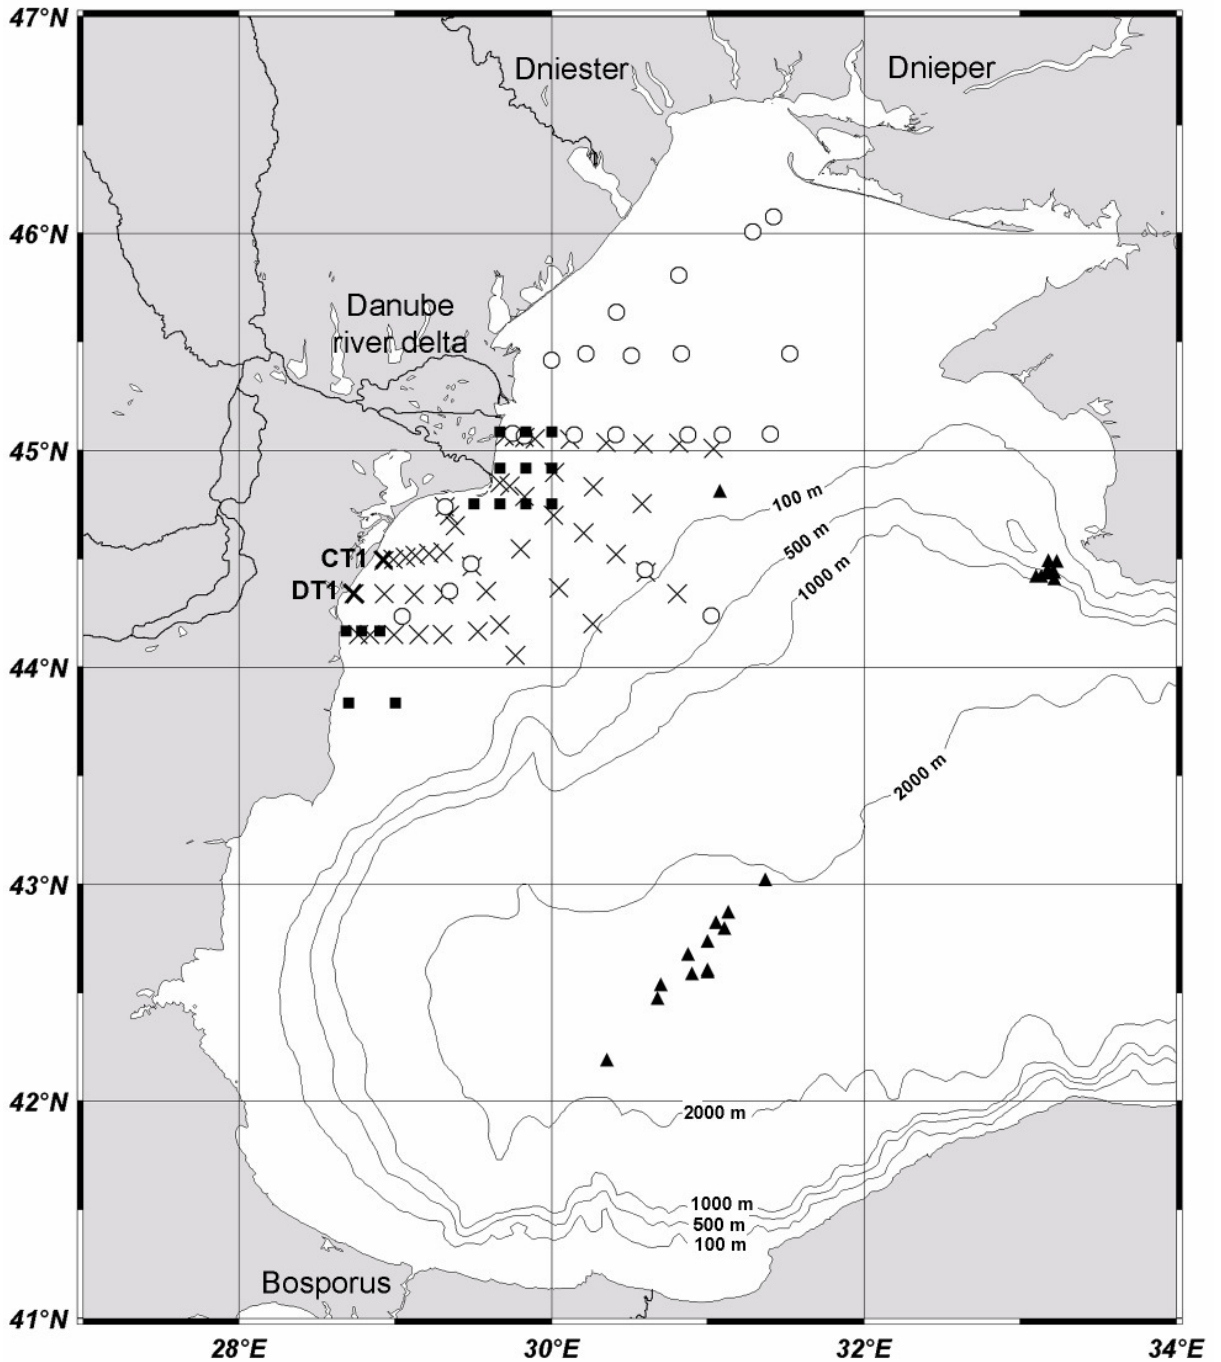 47°N
Dniester
Dnieper
46°N
Danube
river delta
45°N
100 m
500 m
CT1
1000 m
DT1
44°N
2000 m
43°N
42°N
2000 m
1000 m
500 m
100 m
Bosporus
41°N
28°E
30°E
32°E
34°E